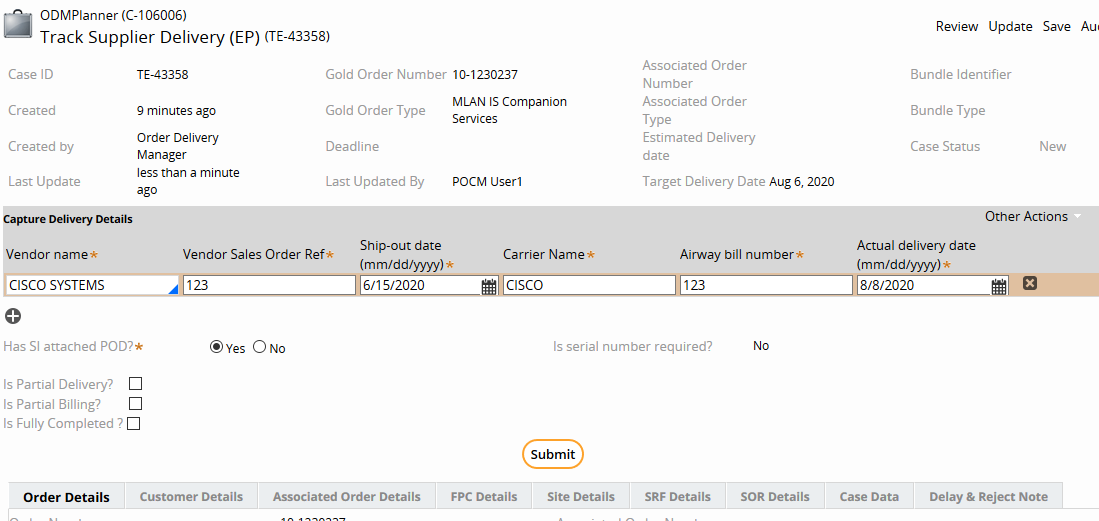 ODMPlanner (C-106006)
Track Supplier Delivery (EP) (TE-43358)
Review Update Save
Case ID TE-43358 Gold Order Number 10-1230237 Associated Order Number Bundle Identifier
Created 9 minutes ago Gold Order Type MLAN IS Companion Services Associated Order Type Bundle Type
Created by Order Delivery Manager Deadline Estimated Delivery date Case Status New
Last Update less than a minute ago Last Updated By POCM User1 Target Delivery Date Aug 6, 2020
Capture Delivery Details Other Actions
Vendor name* Vendor Sales Order Ref* Ship-out date (mm/dd/yyyy)* Carrier Name* Airway bill number* Actual delivery date (mm/dd/yyyy)*
CISCO SYSTEMS 123 6/15/2020 CISCO 123 8/8/2020
Has SI attached POD?* Yes No Is serial number required? No
Is Partial Delivery?
Is Partial Billing?
Is Fully Completed ?
Submit
Order Details Customer Details Associated Order Details FPC Details Site Details SRF Details SOR Details Case Data Delay & Reject Note